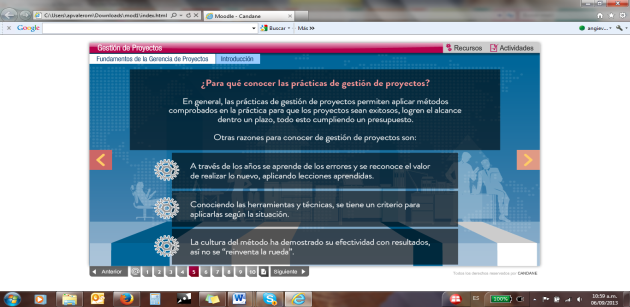 C:\Users\apvalerom\Downloads\mod1\index.html
Moodle - Candane
Google
Buscar
Más >>
angiev...
Gestión de Proyectos
Recursos
Actividades
Fundamentos de la Gerencia de Proyectos
Introducción
¿Para qué conocer las prácticas de gestión de proyectos?
En general, las prácticas de gestión de proyectos permiten aplicar métodos
comprobados en la práctica para que los proyectos sean exitosos, logren el alcance
dentro un plazo, todo esto cumpliendo un presupuesto.
Otras razones para conocer de gestión de proyectos son:
A través de los años se aprende de los errores y se reconoce el valor
de realizar lo nuevo, aplicando lecciones aprendidas.
Conociendo las herramientas y técnicas, se tiene un criterio para
aplicarlas según la situación.
La cultura del método ha demostrado su efectividad con resultados,
así no se "reinventa la rueda".
Anterior
1 2 3 4 5 6 7 8 9 10
Siguiente
Todos los derechos reservados por CANDANE
ES
100%
10:59 a.m.
06/09/2013